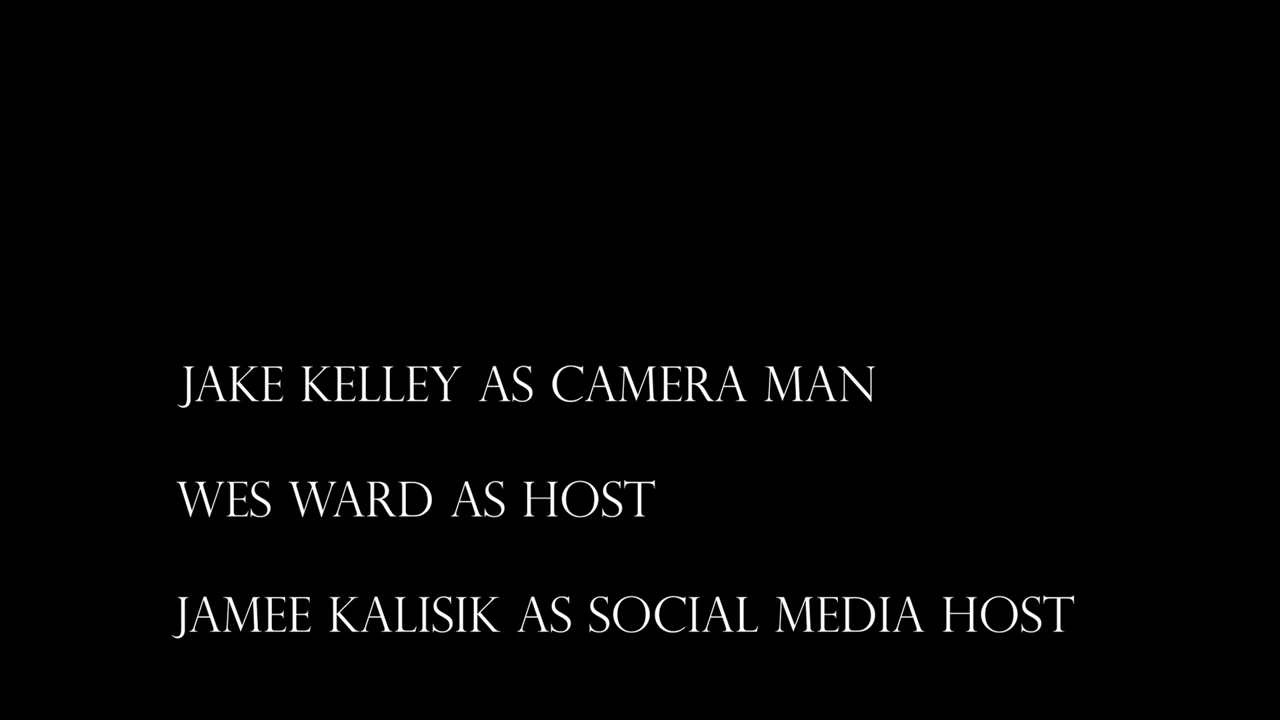 JAKE KELLEY AS CAMERA MAN
WES WARD AS HOST
JAMEE KALISIK AS SOCIAL MEDIA HOST